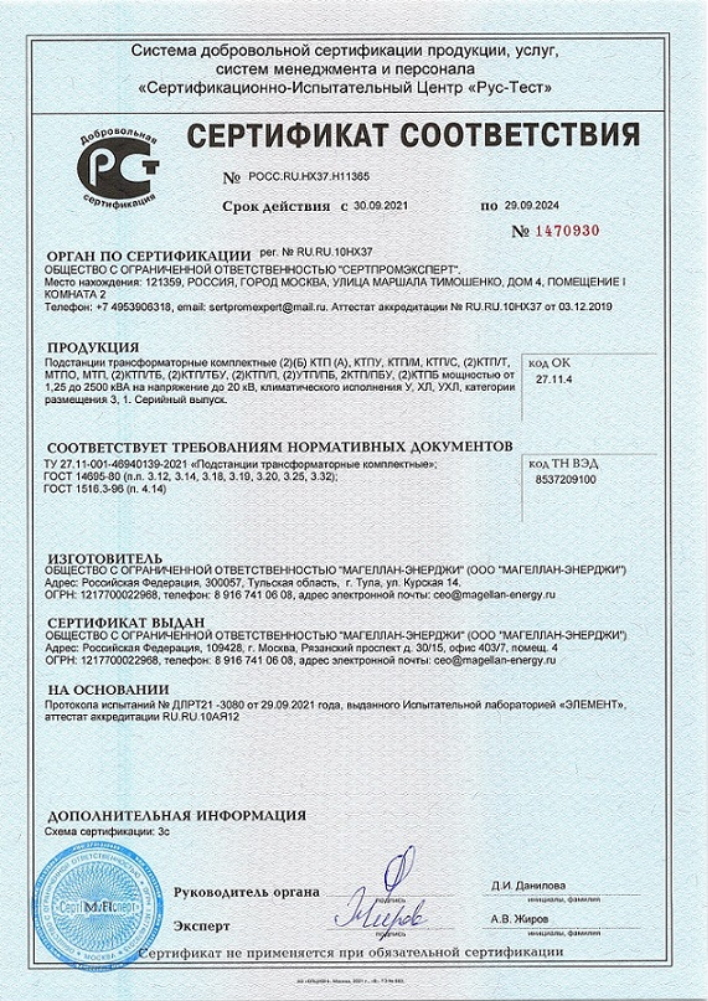 Система добровольной сертификации продукции, услуг,
систем менеджмента и персонала
«Сертификационно-Испытательный Центр «Рус-Тест»
Добровольная
РСТ
сертификация
СЕРТИФИКАТ СООТВЕТСТВИЯ
№ РОСС.RU.НХ37.Н11365
Срок действия с 30.09.2021 по 29.09.2024
№ 1470930
ОРГАН ПО СЕРТИФИКАЦИИ рег. № RU.RU.10НХ37
ОБЩЕСТВО С ОГРАНИЧЕННОЙ ОТВЕТСТВЕННОСТЬЮ "СЕРТПРОМЭКСПЕРТ".
Место нахождения: 121359, РОССИЯ, ГОРОД МОСКВА, УЛИЦА МАРШАЛА ТИМОШЕНКО, ДОМ 4, ПОМЕЩЕНИЕ I
КОМНАТА 2
Телефон: +7 4953906318, email: sertpromexpert@mail.ru. Аттестат аккредитации № RU.RU.10НХ37 от 03.12.2019
ПРОДУКЦИЯ
Подстанции трансформаторные комплектные (2)(Б) КТП (А), КТПУ, КТП/М, КТП/С, (2)КТП/Т,
МТПО, МТП, (2)КТП/ТБ, (2)КТП/ТБУ, (2)КТП/П, (2)УТП/ПБ, 2КТП/ПБУ, (2)КТПБ мощностью от
1,25 до 2500 кВА на напряжение до 20 кВ, климатического исполнения У, ХЛ, УХЛ, категории
размещения 3, 1. Серийный выпуск.
код ОК
27.11.4
СООТВЕТСТВУЕТ ТРЕБОВАНИЯМ НОРМАТИВНЫХ ДОКУМЕНТОВ
ТУ 27.11-001-46940139-2021 «Подстанции трансформаторные комплектные»;
ГОСТ 14695-80 (п.п. 3.12, 3.14, 3.18, 3.19, 3.20, 3.25, 3.32);
ГОСТ 1516.3-96 (п. 4.14)
код ТН ВЭД
8537209100
ИЗГОТОВИТЕЛЬ
ОБЩЕСТВО С ОГРАНИЧЕННОЙ ОТВЕТСТВЕННОСТЬЮ "МАГЕЛЛАН-ЭНЕРДЖИ" (ООО "МАГЕЛЛАН-ЭНЕРДЖИ")
Адрес: Российская Федерация, 300057, Тульская область, г. Тула, ул. Курская 14.
ОГРН: 1217700022968, телефон: 8 916 741 06 08, адрес электронной почты: ceo@magellan-energy.ru
СЕРТИФИКАТ ВЫДАН
ОБЩЕСТВО С ОГРАНИЧЕННОЙ ОТВЕТСТВЕННОСТЬЮ "МАГЕЛЛАН-ЭНЕРДЖИ" (ООО "МАГЕЛЛАН-ЭНЕРДЖИ")
Адрес: Российская Федерация, 109428, г. Москва, Рязанский проспект д. 30/15, офис 403/7, помещ. 4
ОГРН: 1217700022968, телефон: 8 916 741 06 08, адрес электронной почты: ceo@magellan-energy.ru
НА ОСНОВАНИИ
Протокола испытаний № ДЛРТ21 -3080 от 29.09.2021 года, выданного Испытательной лабораторией «ЭЛЕМЕНТ»,
аттестат аккредитации RU.RU.10АЯ12
ДОПОЛНИТЕЛЬНАЯ ИНФОРМАЦИЯ
Схема сертификации: 3с
М.П.
Руководитель органа
подпись
Д.И. Данилова
инициалы, фамилия
Эксперт
Жиров
подпись
А.В. Жиров
инициалы, фамилия
Сертификат не применяется при обязательной сертификации